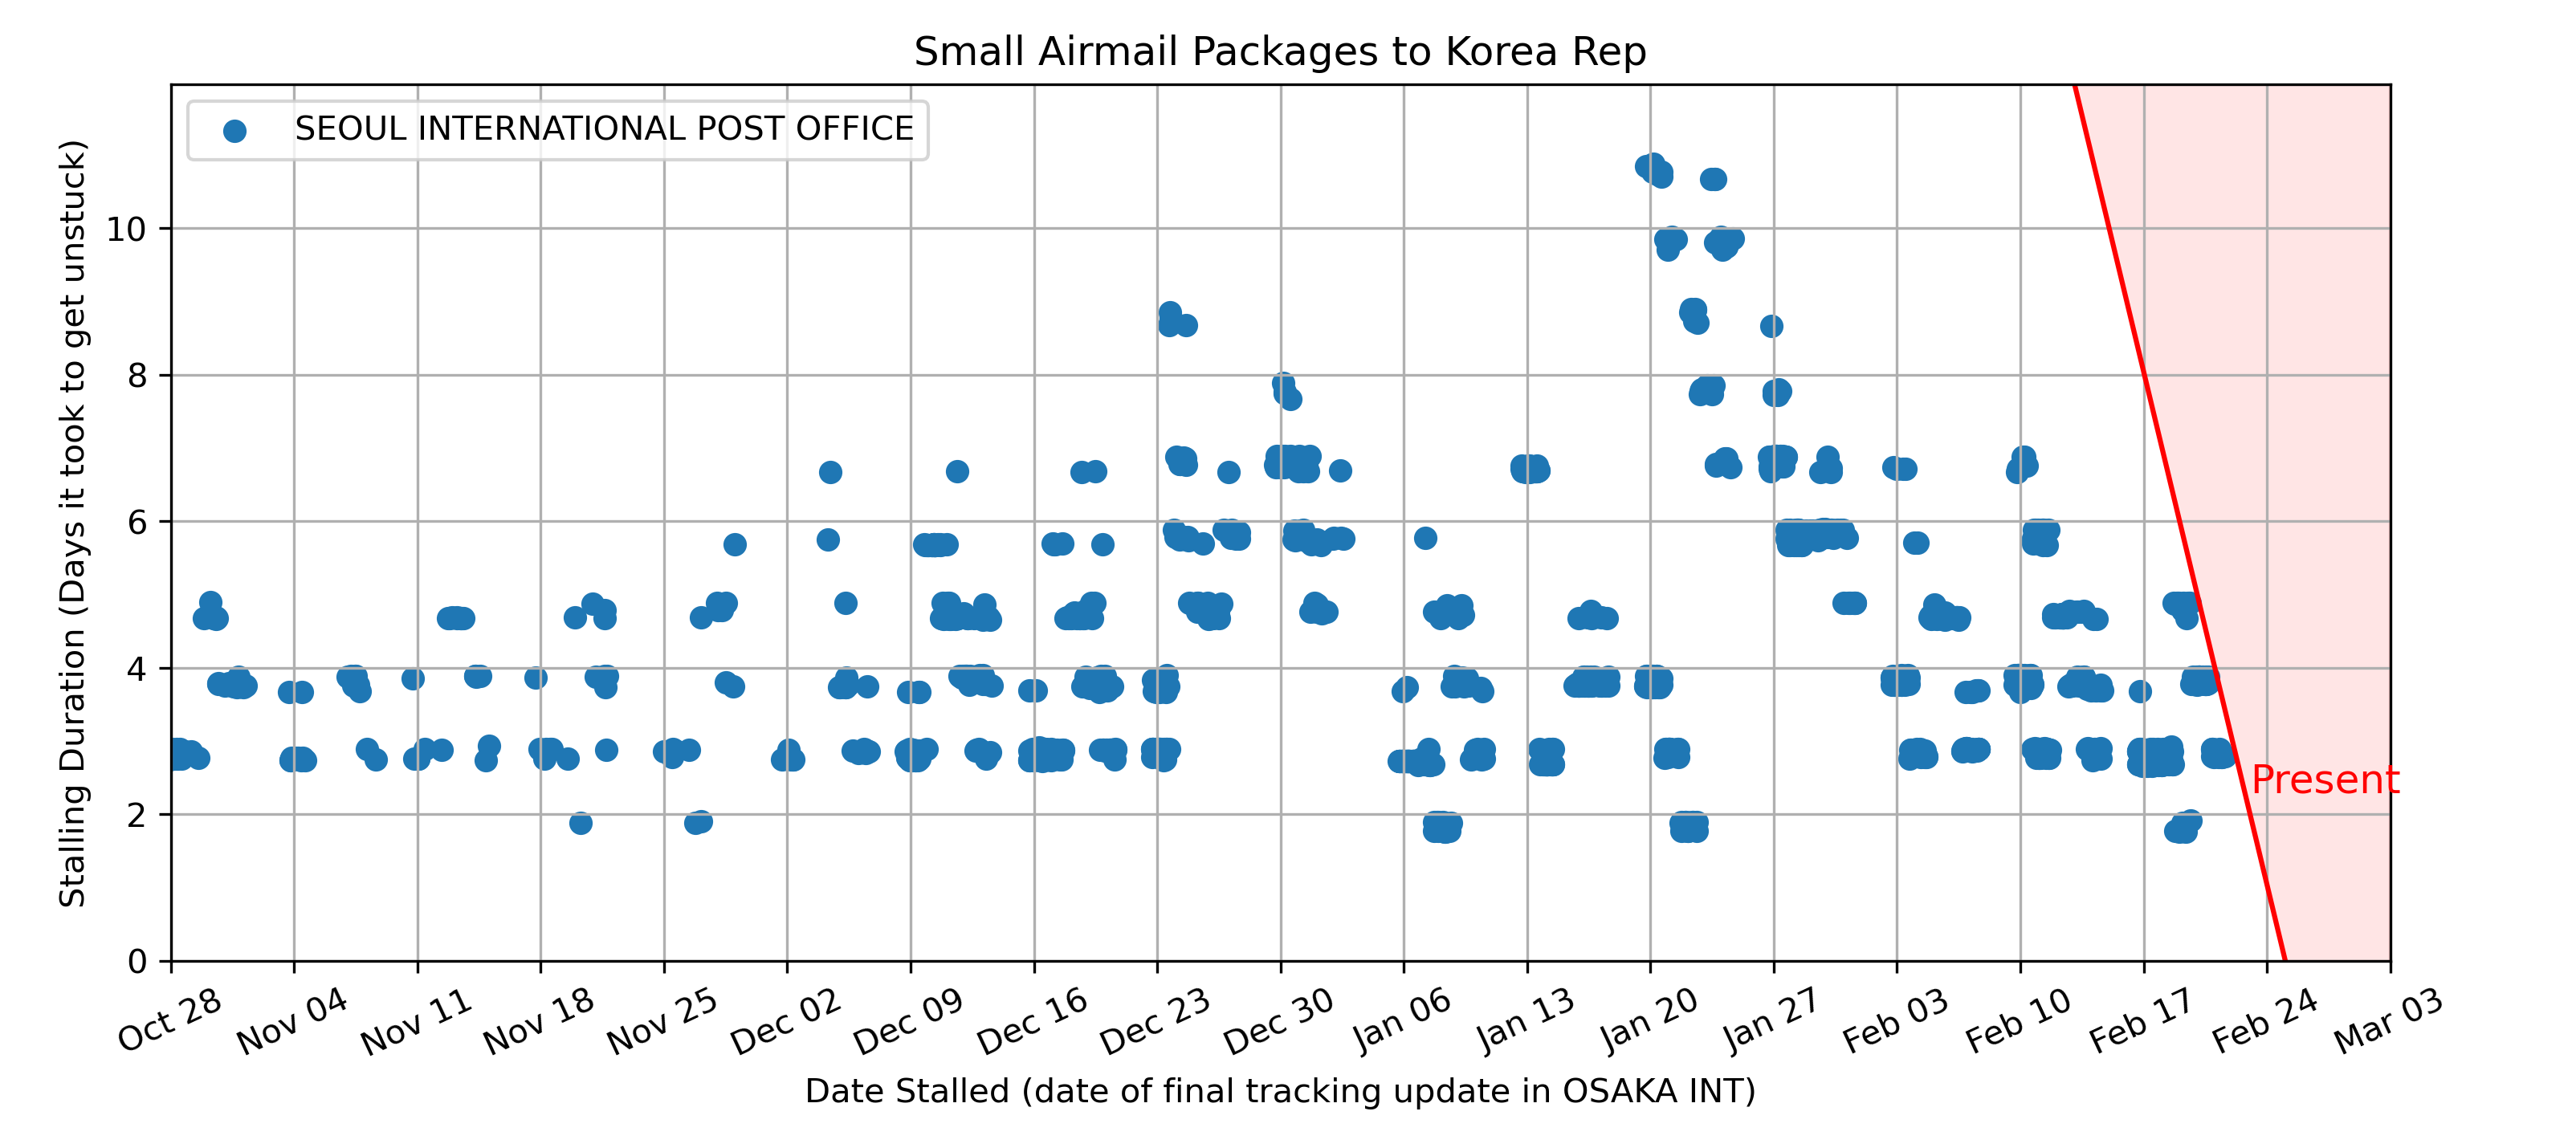 Small Airmail Packages to Korea Rep
SEOUL INTERNATIONAL POST OFFICE
Stalling Duration (Days iit took to get unstuck)
10
8
6
4
2
0
Present
Oct 28
Nov 04
Nov 11
Nov 18
Nov 25
Dec 02
Dec 09
Dec 16
Dec 23
Dec 30
Jan 06
Jan 13
Jan 20
Jan 27
Feb 03
Feb 10
Feb 17
Feb 24
Mar 03
Date Stalled (date of final tracking update in OSAKA INT)